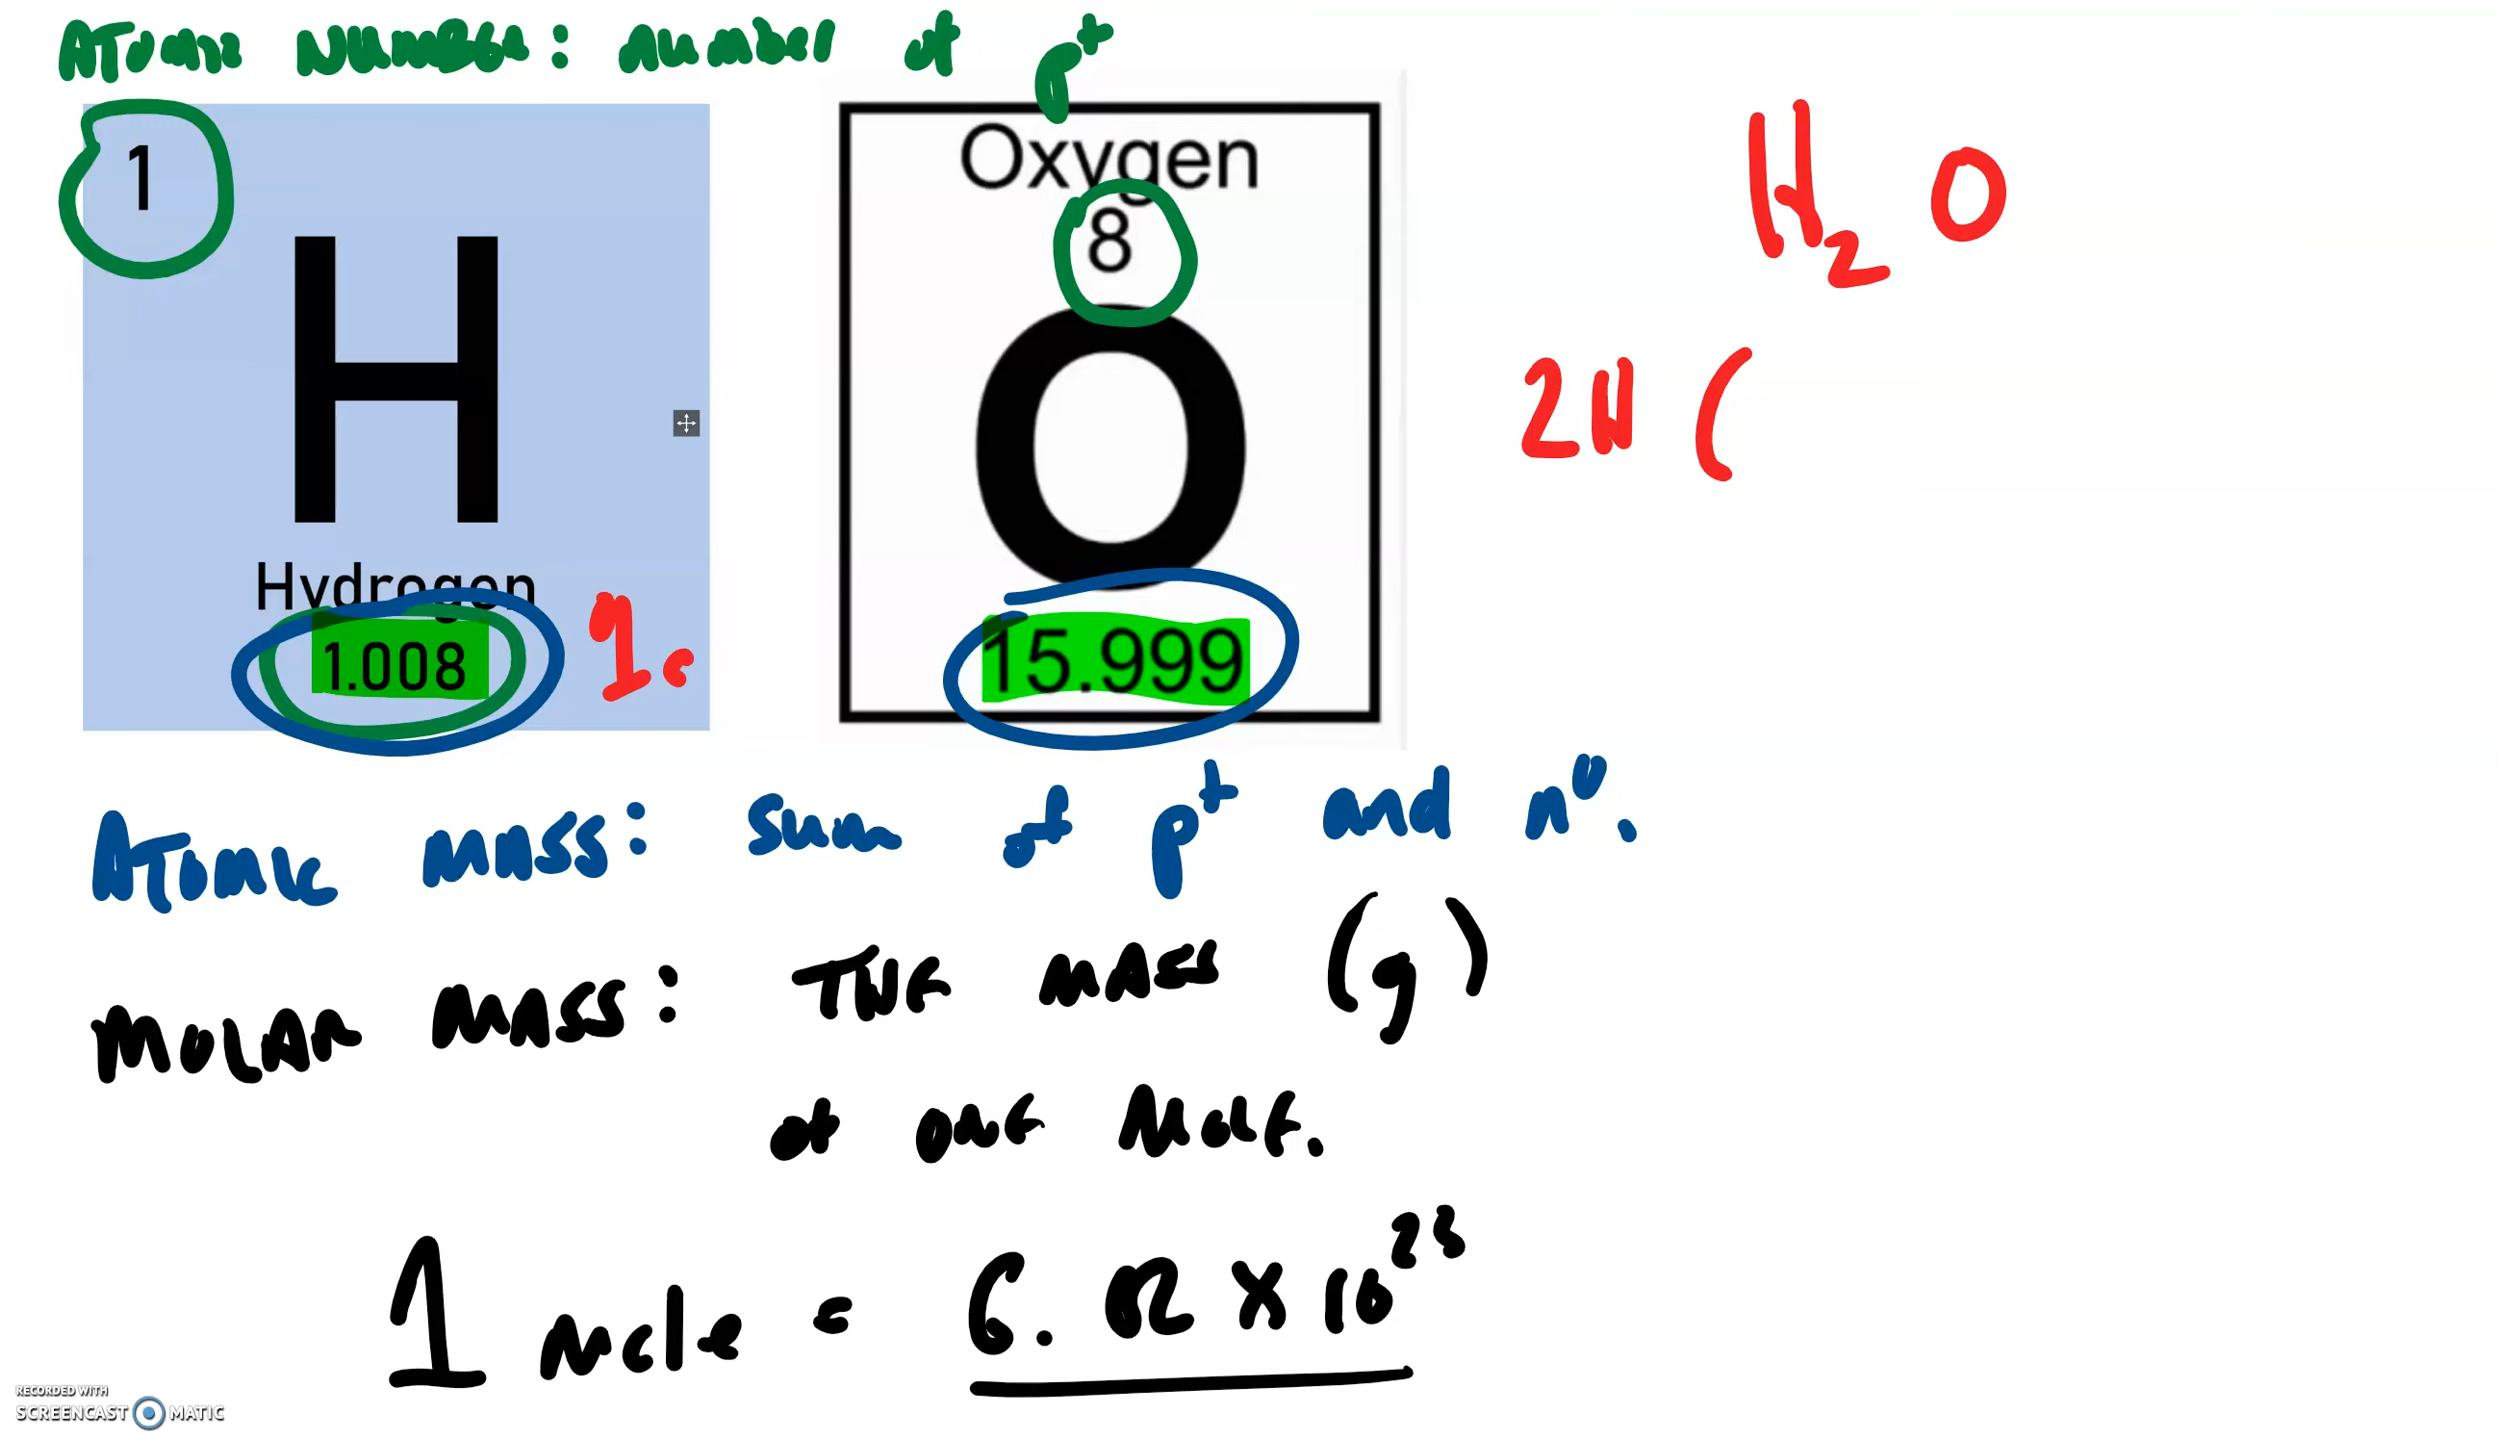 ATOMIC NUMBER: number of p+
1
H
Hydrogen
1.008
Oxygen
8
O
15.999
H2O
2H (
ATOMIC MASS: sum of p+ and n0.
MOLAR MASS: THE MASS (g)
of ONE MOLE.
1 mole = 6.02 x 10^23
RECORDED WITH
SCREENCAST MATIC